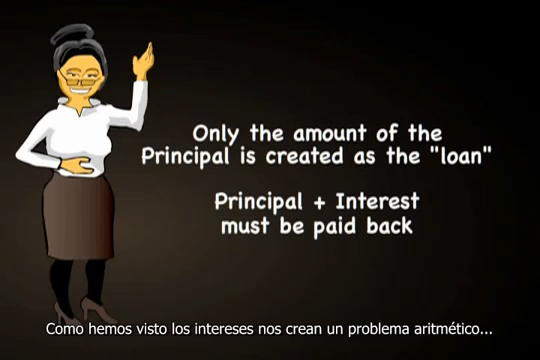 Only the amount of the
Principal is created as the "loan"
Principal + Interest
must be paid back
Como hemos visto los intereses nos crean un problema aritmético...